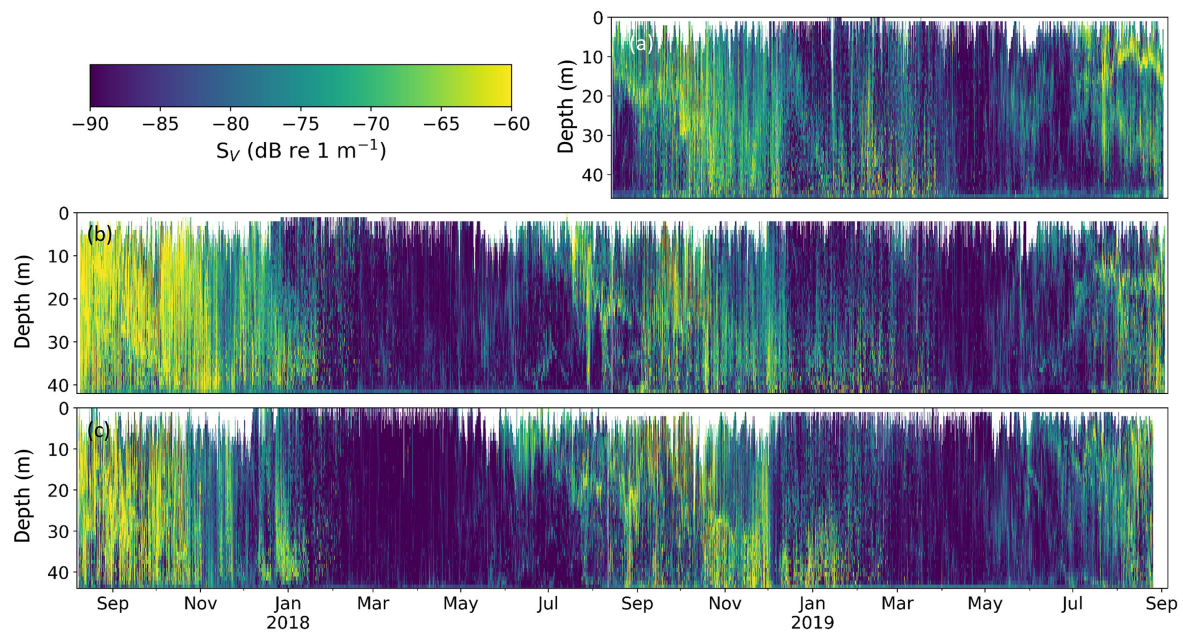 0
(a)
10
20
30
40
Depth (m)
−90 −85 −80 −75 −70 −65 −60
S_V (dB re 1 m⁻¹)
0
(b)
10
20
30
40
Depth (m)
0
(c)
10
20
30
40
Depth (m)
Sep Nov Jan Mar May Jul Sep Nov Jan Mar May Jul Sep
2018 2019